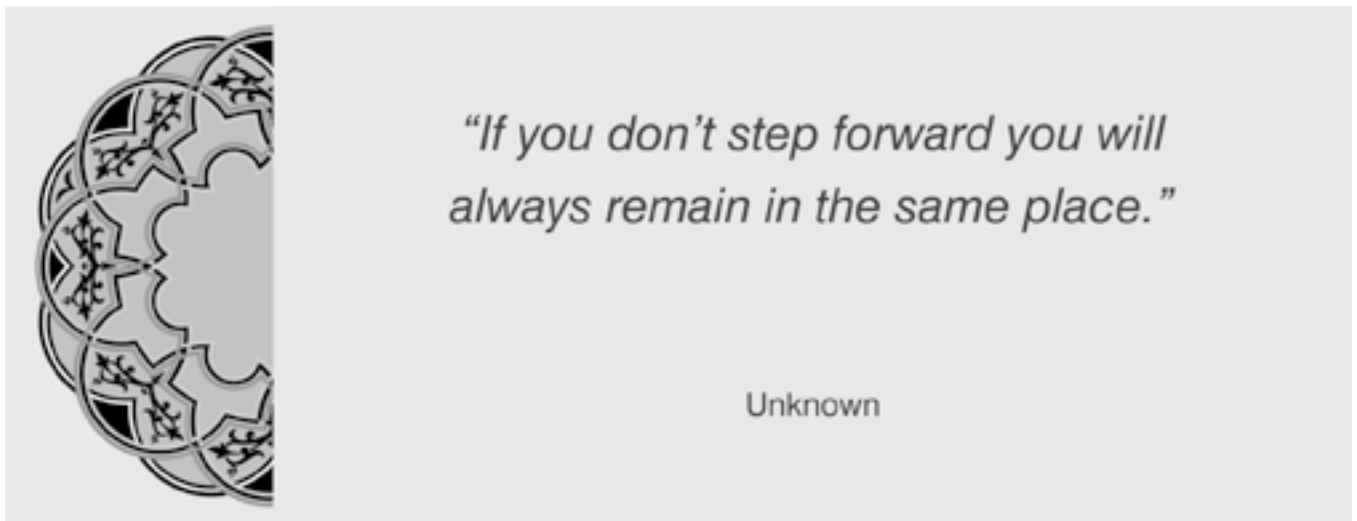 “If you don’t step forward you will
always remain in the same place.”
Unknown